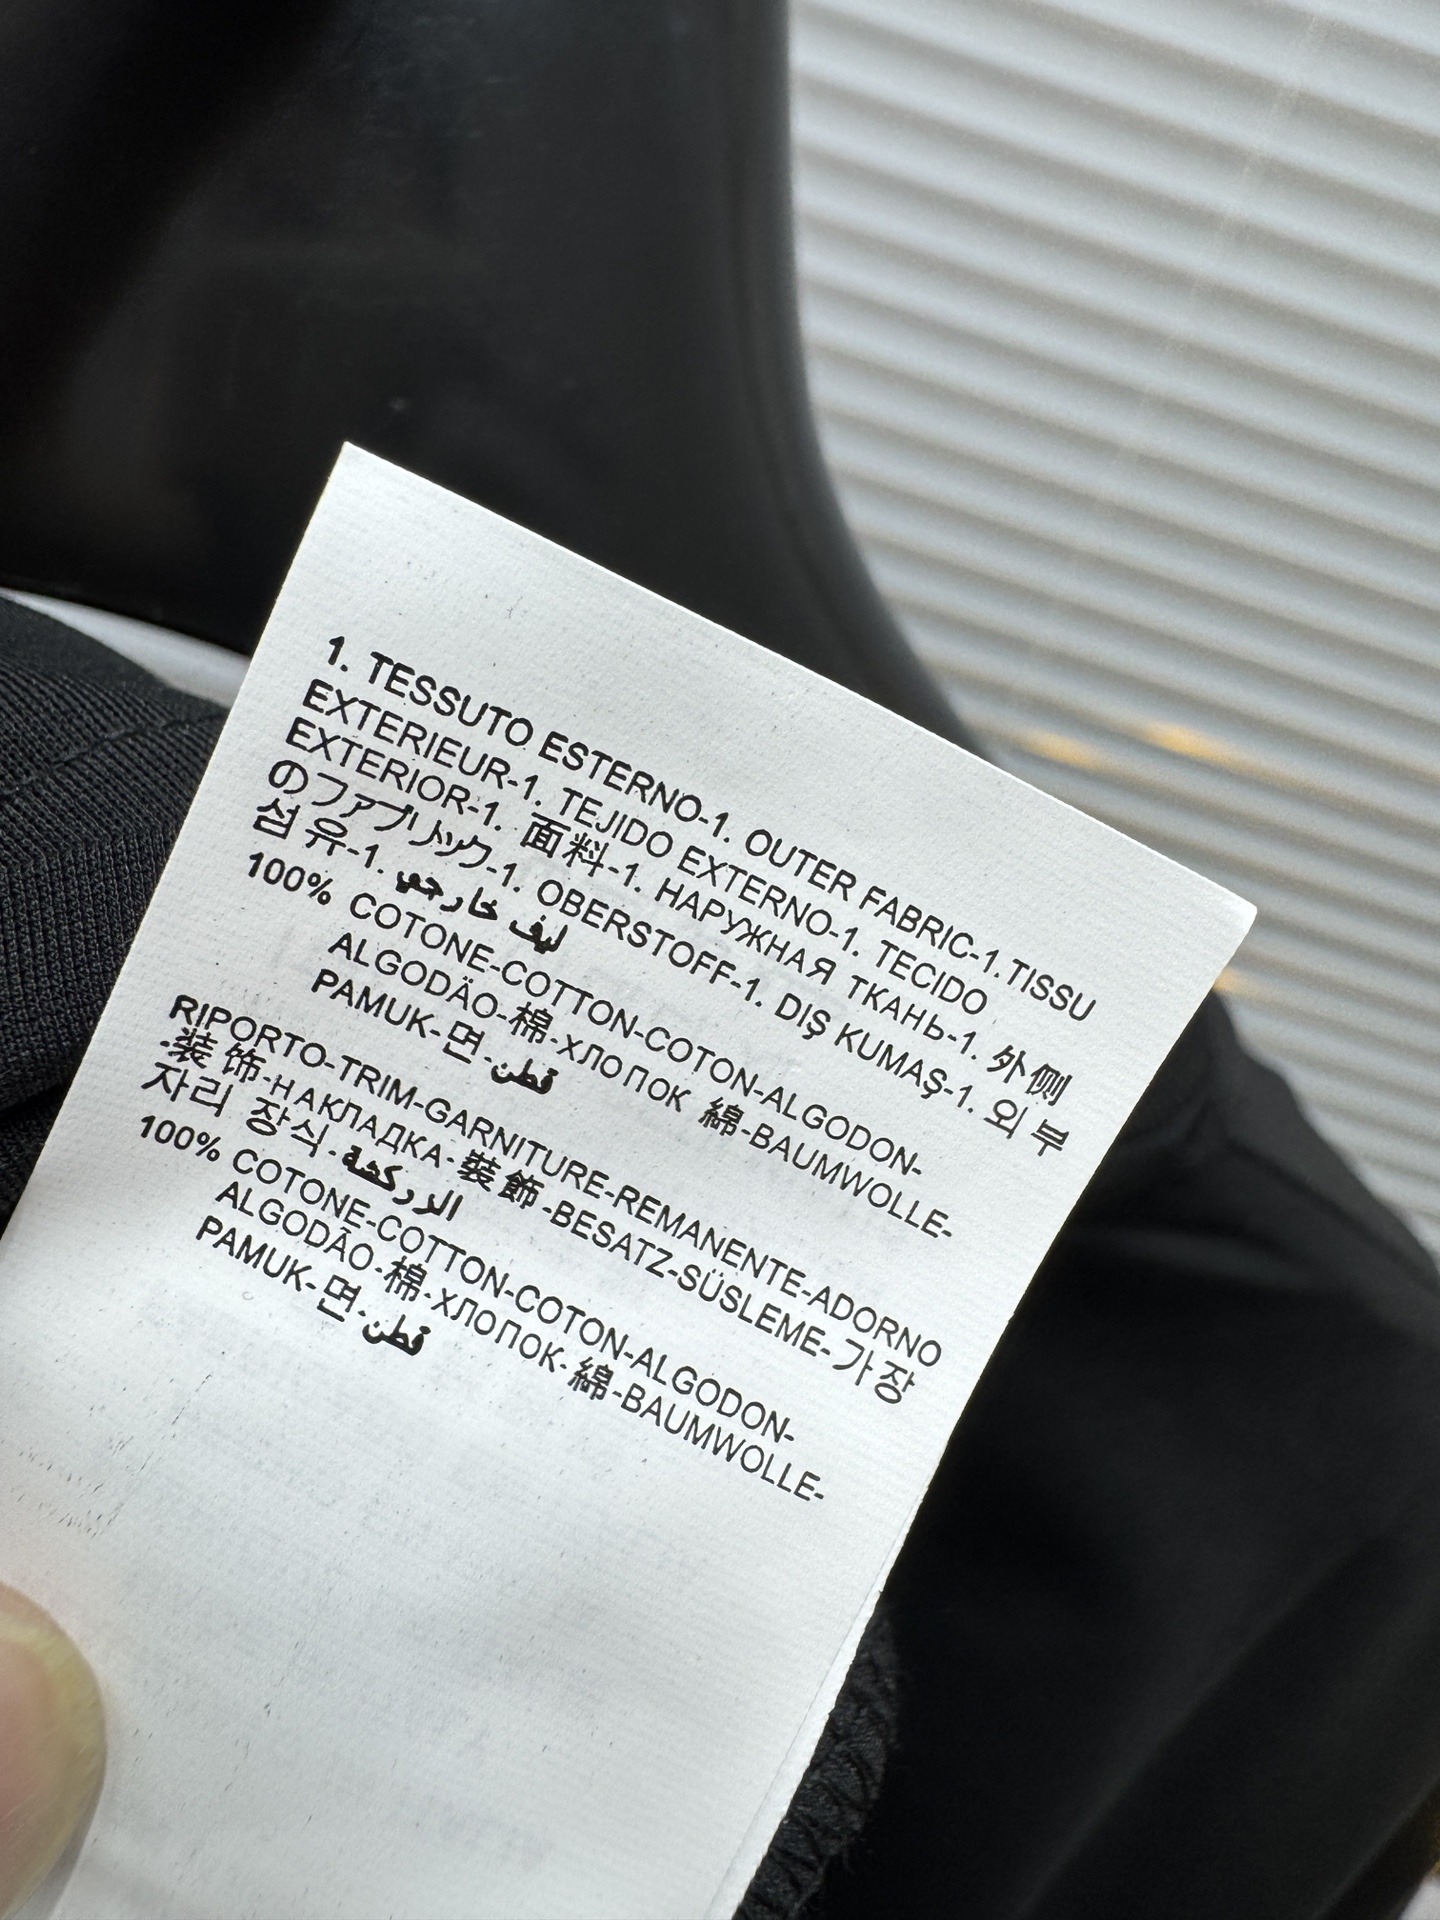 1. TESSUTO ESTERNO-1. OUTER FABRIC-1.TISSU
EXTERIEUR-1. TEJIDO EXTERNO-1. TECIDO
EXTERIOR-1. 面料-1. НАРУЖНАЯ ТКАНЬ-1. 外側
のファブリック-1. OBERSTOFF-1. DIŞ KUMAŞ-1. 외부
섬유-1. ليف خارجي
100% COTONE-COTTON-COTON-ALGODON-
ALGODÄO-棉-ХЛОПОК 綿-BAUMWOLLE-
PAMUK-면-قطن
RIPORTO-TRIM-GARNITURE-REMANENTE-ADORNO
-装饰-НАКЛАДКА-裝飾-BESATZ-SÜSLEME-가장
자리 장식-الزركشة
100% COTONE-COTTON-COTON-ALGODON-
ALGODÃO-棉-ХЛОПОК-綿-BAUMWOLLE-
PAMUK-면-قطن